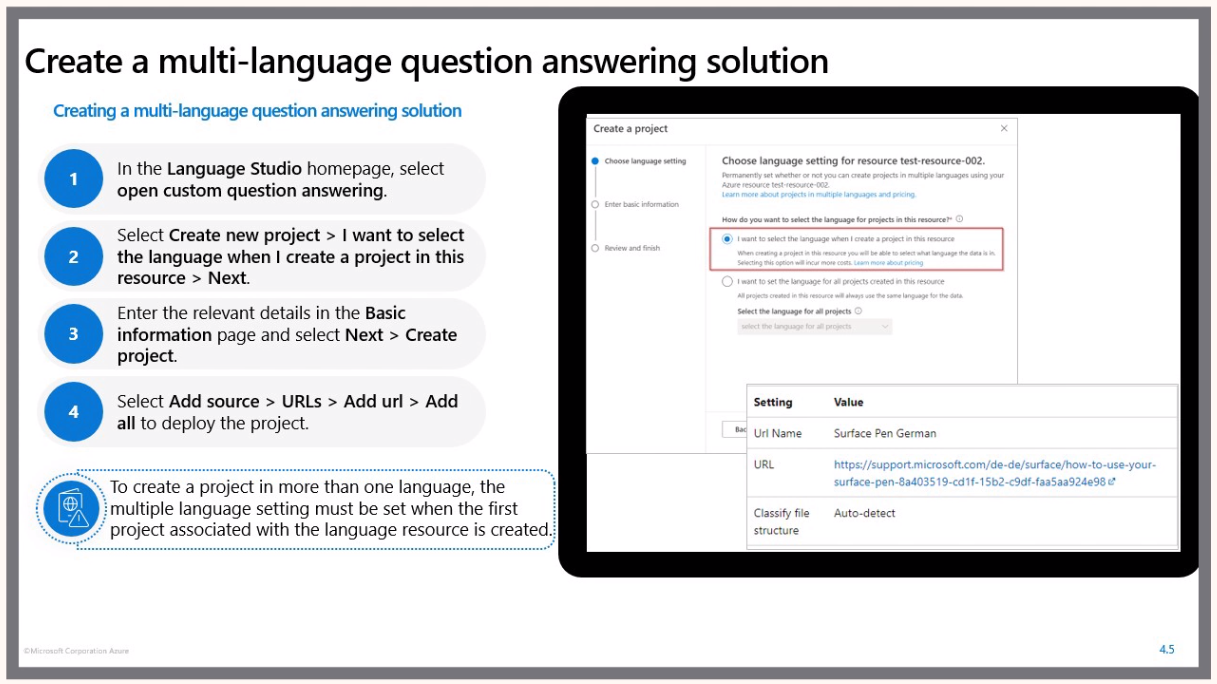 Create a multi-language question answering solution
Creating a multi-language question answering solution
1
In the Language Studio homepage, select
open custom question answering.
2
Select Create new project > I want to select
the language when I create a project in this
resource > Next.
3
Enter the relevant details in the Basic
information page and select Next > Create
project.
4
Select Add source > URLs > Add url > Add
all to deploy the project.
To create a project in more than one language, the
multiple language setting must be set when the first
project associated with the language resource is created.
Create a project
Choose language setting
Enter basic information
Review and finish
Choose language setting for resource test-resource-002.
Permanently set whether or not you can create projects in multiple languages using your
Azure resource test-resource-002.
Learn more about projects in multiple languages and pricing.
How do you want to select the language for projects in this resource?*
I want to select the language when I create a project in this resource
When creating a project in this resource you will be able to select what language the data is in.
Selecting this option will incur more costs. Learn more about pricing
I want to set the language for all projects created in this resource
All projects created in this resource will always use the same language for the data.
Select the language for all projects
select the language for all projects
Bac
Setting Value
Url Name Surface Pen German
URL https://support.microsoft.com/de-de/surface/how-to-use-your-
surface-pen-8a403519-cd1f-15b2-c9df-faa5aa924e98
Classify file Auto-detect
structure
©Microsoft Corporation Azure
4.5